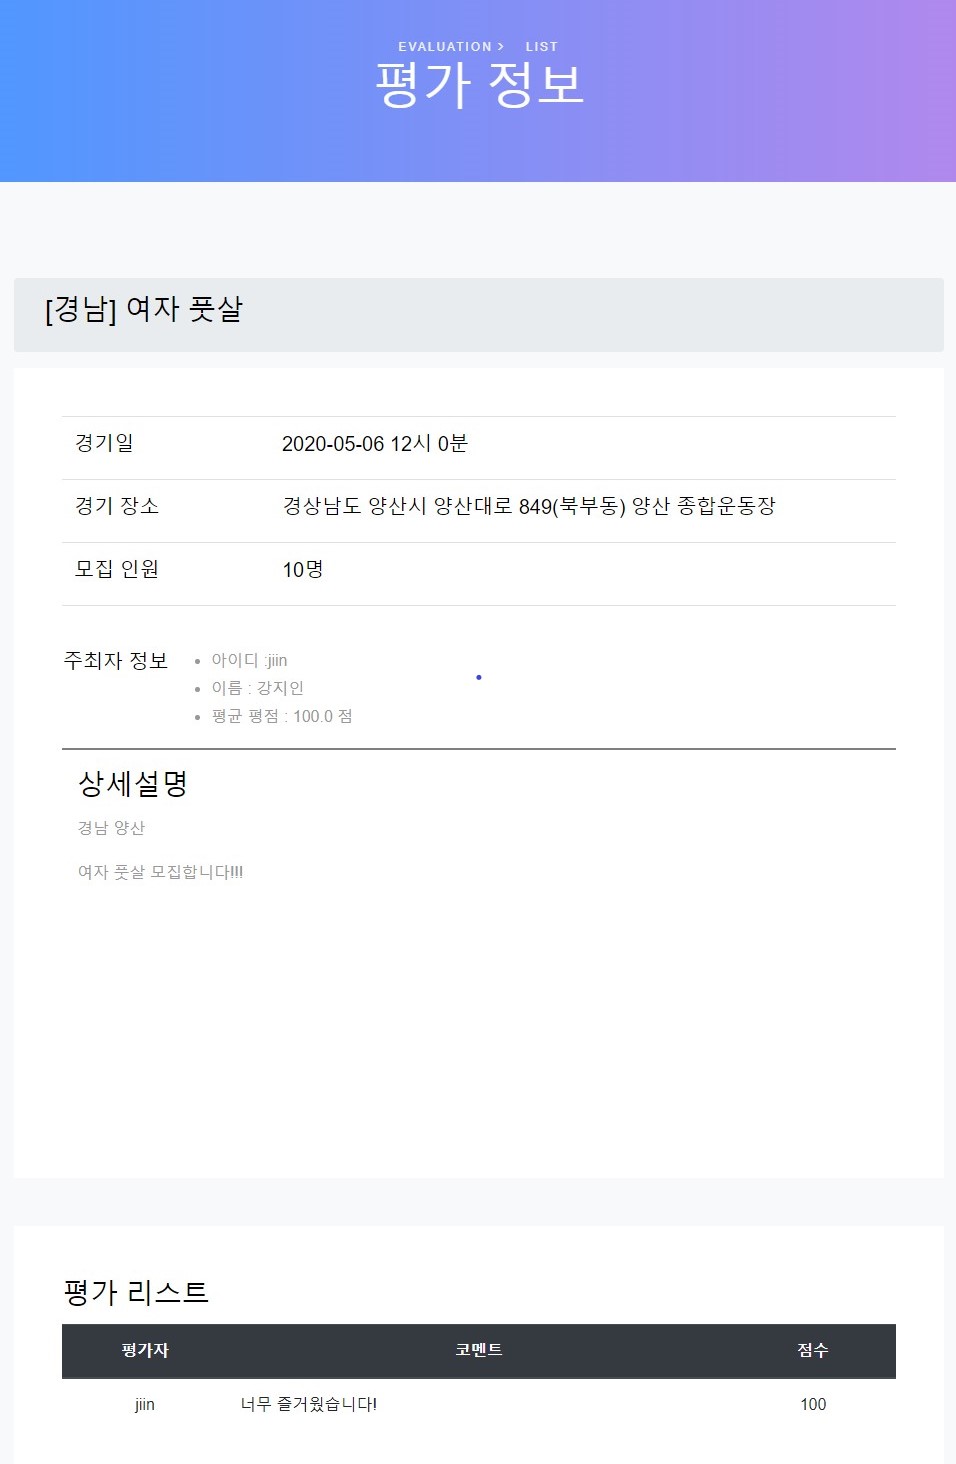 EVALUATION > LIST
평가 정보
[경남] 여자 풋살
경기일 2020-05-06 12시 0분
경기 장소 경상남도 양산시 양산대로 849(북부동) 양산 종합운동장
모집 인원 10명
주최자 정보 • 아이디 :jiin
• 이름 : 강지인
• 평균 평점 : 100.0 점
상세설명
경남 양산
여자 풋살 모집합니다!!!
평가 리스트
평가자 코멘트 점수
jiin 너무 즐거웠습니다! 100